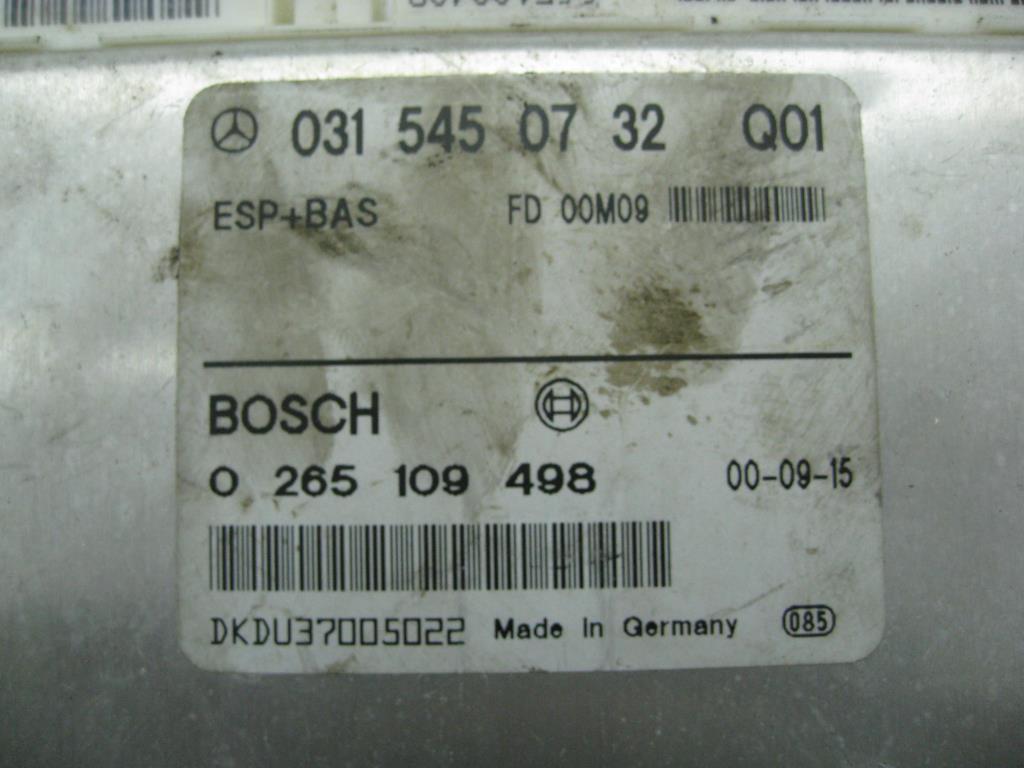 031 545 07 32 Q01
ESP+BAS FD 00M09
BOSCH
0 265 109 498 00-09-15
DKDU37005022 Made in Germany 085